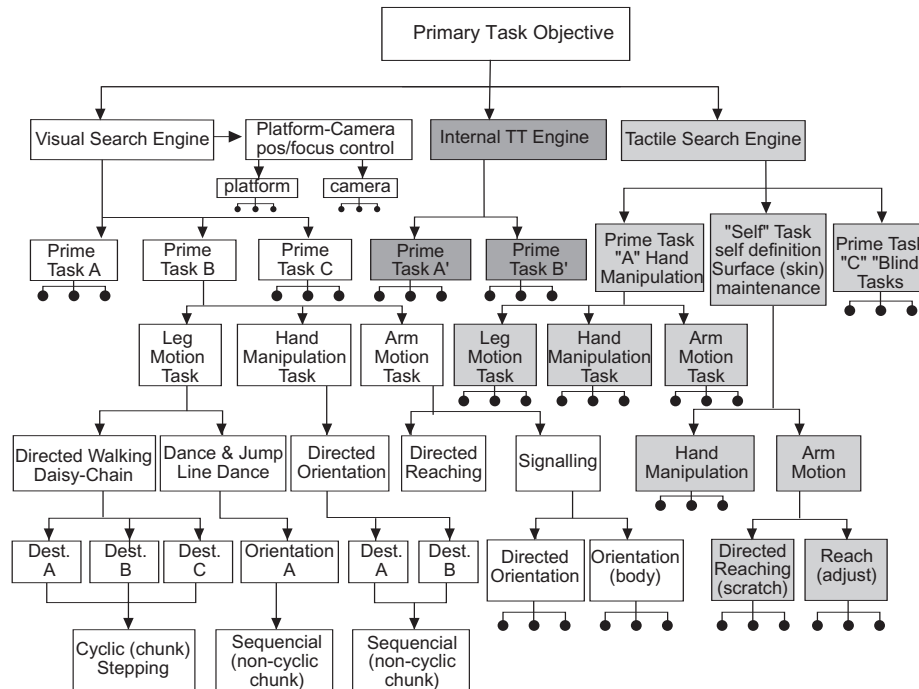 Primary Task Objective
Visual Search Engine
Platform-Camera
pos/focus control
Internal TT Engine
Tactile Search Engine
platform
camera
Prime
Task A
Prime
Task B
Prime
Task C
Prime
Task A'
Prime
Task B'
Prime Task
"A" Hand
Manipulation
"Self" Task
self definition
Surface (skin)
maintenance
Prime Task
"C" "Blind
Tasks
Leg
Motion
Task
Hand
Manipulation
Task
Arm
Motion
Task
Leg
Motion
Task
Hand
Manipulation
Task
Arm
Motion
Task
Directed Walking
Daisy-Chain
Dance & Jump
Line Dance
Directed
Orientation
Directed
Reaching
Signalling
Hand
Manipulation
Arm
Motion
Dest.
A
Dest.
B
Dest.
C
Orientation
A
Dest.
A
Dest.
B
Directed
Orientation
Orientation
(body)
Directed
Reaching
(scratch)
Reach
(adjust)
Cyclic (chunk)
Stepping
Sequencial
(non-cyclic
chunk)
Sequencial
(non-cyclic
chunk)